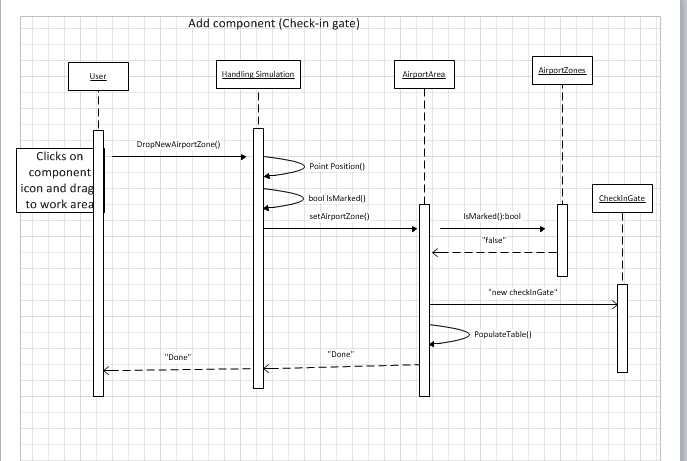 Add component (Check-in gate)
User
Handling Simulation
AirportArea
AirportZones
CheckInGate
Clicks on
component
icon and drag
to work area
DropNewAirportZone()
Point Position()
bool IsMarked()
setAirportZone()
IsMarked():bool
"false"
"new checkInGate"
PopulateTable()
"Done"
"Done"